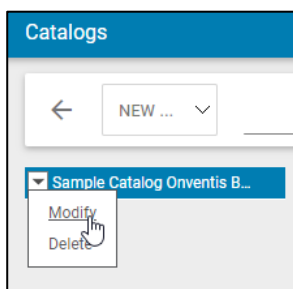 Catalogs
NEW ...
Sample Catalog Onventis B...
Modify
Delete